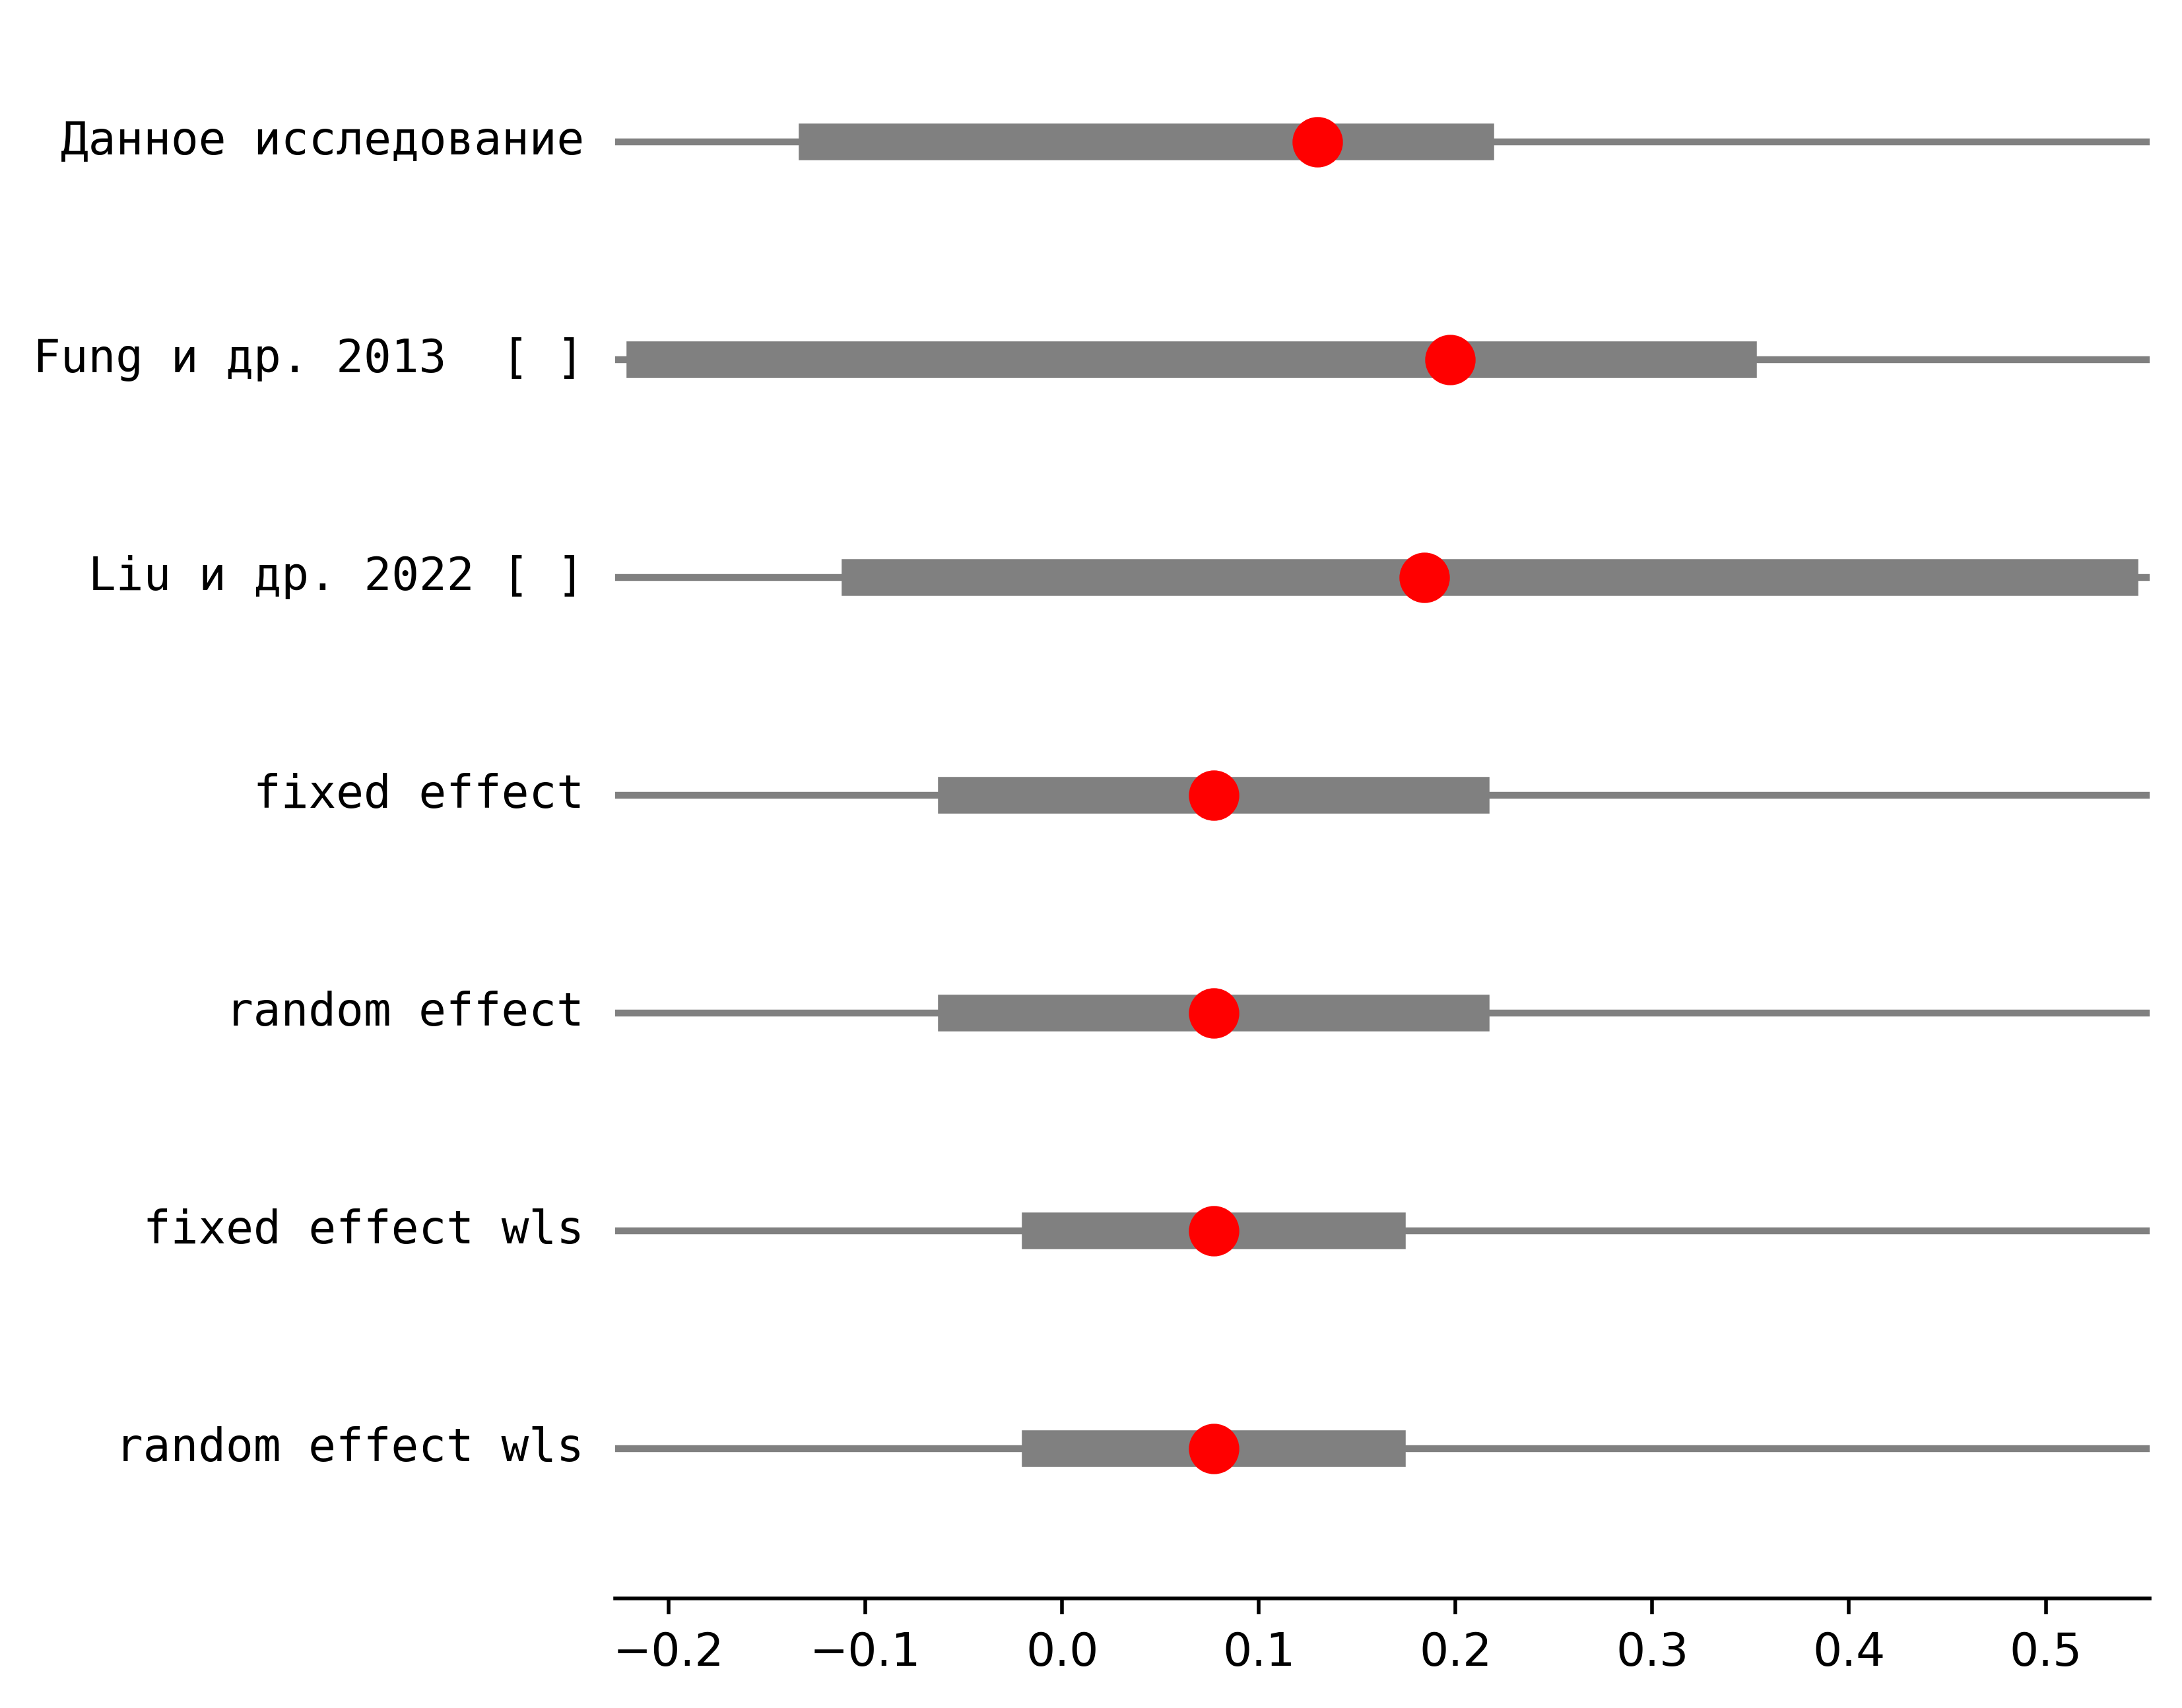 Данное исследование
Fung и др. 2013  [ ]
Liu и др. 2022 [ ]
fixed effect
random effect
fixed effect wls
random effect wls
−0.2 −0.1 0.0 0.1 0.2 0.3 0.4 0.5